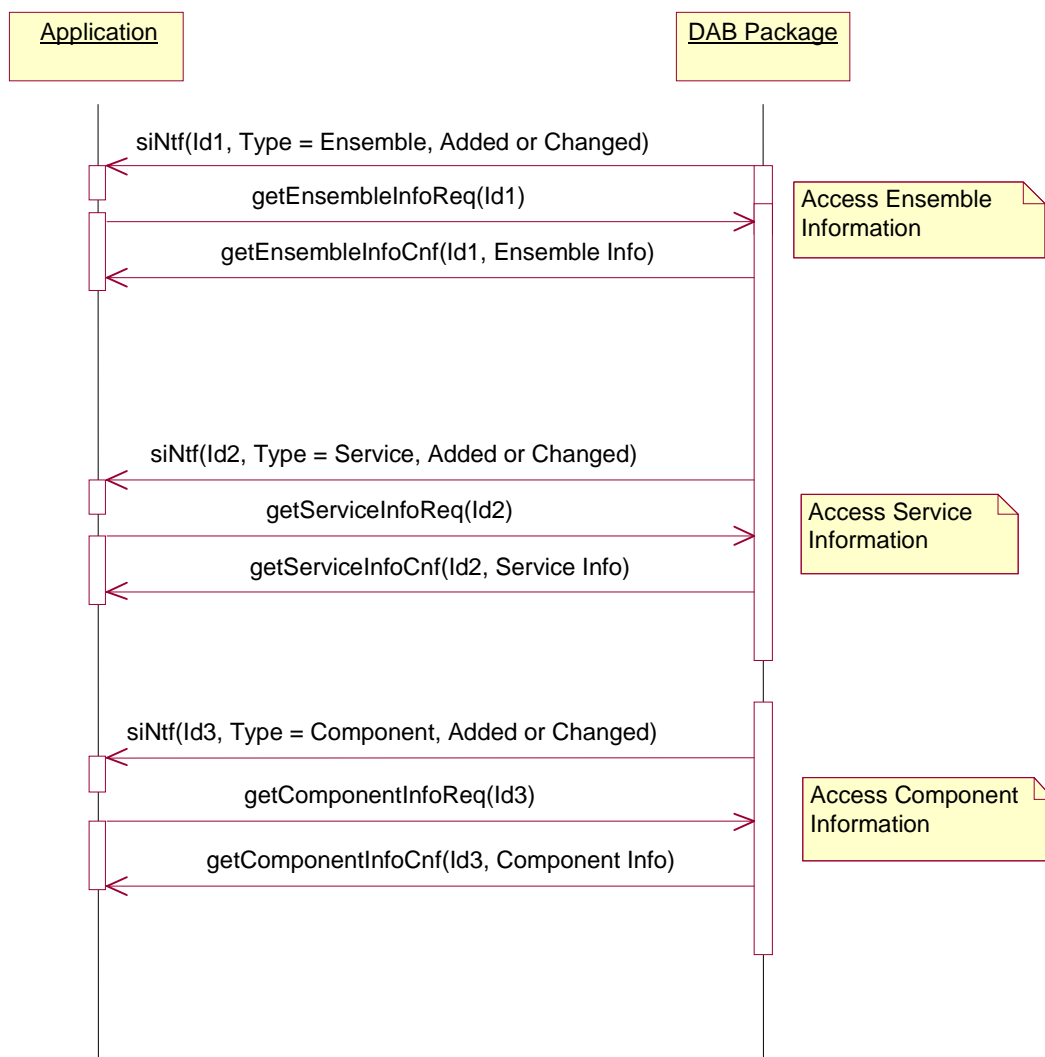 Application
DAB Package
siNtf(Id1, Type = Ensemble, Added or Changed)
getEnsembleInfoReq(Id1)
Access Ensemble
Information
getEnsembleInfoCnf(Id1, Ensemble Info)
siNtf(Id2, Type = Service, Added or Changed)
getServiceInfoReq(Id2)
Access Service
Information
getServiceInfoCnf(Id2, Service Info)
siNtf(Id3, Type = Component, Added or Changed)
getComponentInfoReq(Id3)
Access Component
Information
getComponentInfoCnf(Id3, Component Info)